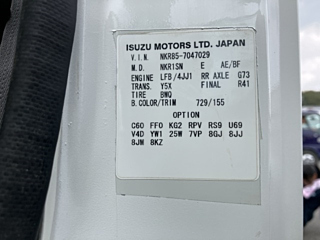 ISUZU MOTORS LTD. JAPAN
V.I.N. NKR85-7047029
M.D. NKR1SN E AE/BF
ENGINE LFB/4JJ1 RR AXLE G73
TRANS. Y5X FINAL R41
TIRE BWQ
B.COLOR/TRIM 729/155
OPTION
C60 FF0 KG2 RPV RS9 U69
V4D YW1 25W 7VP 8GJ 8JJ
8JW 8KZ